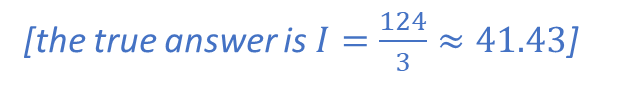 [the true answer is I = 124/3 ≈ 41.43]